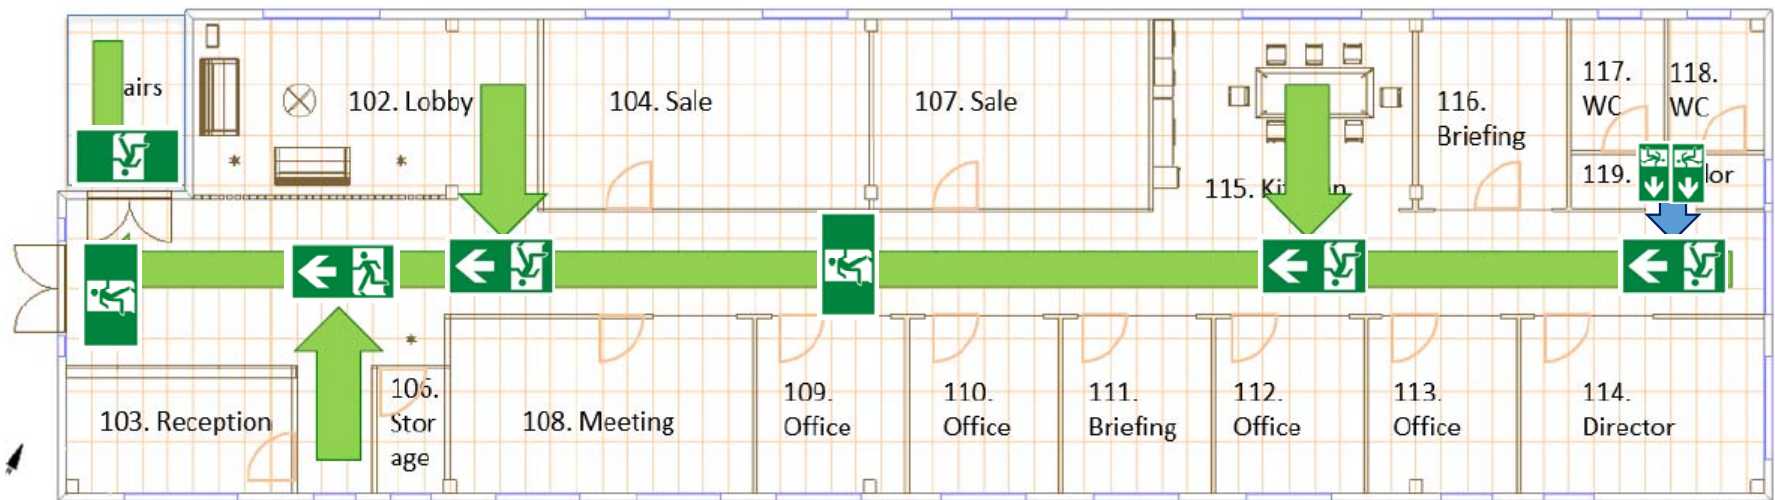 airs
102. Lobby
104. Sale
107. Sale
116.
Briefing
117.
WC
118.
WC
119.
lor
115. Ki n
103. Reception
106.
Stor
age
108. Meeting
109.
Office
110.
Office
111.
Briefing
112.
Office
113.
Office
114.
Director